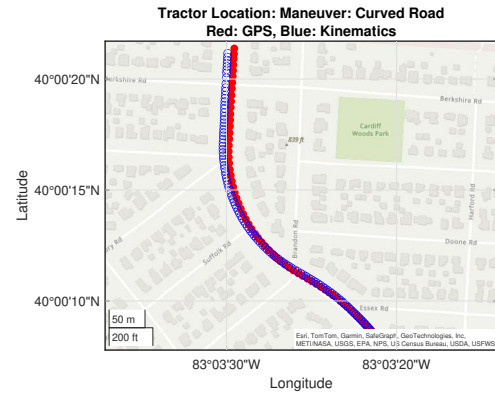 Tractor Location: Maneuver: Curved Road
Red: GPS, Blue: Kinematics
40°00'20"N
Berkshire Rd
Berkshire Rd
Cardiff
Woods Park
839 ft
Latitude
40°00'15"N
Hartford Rd
Brandon Rd
Suffolk Rd
ry Rd
Doone Rd
40°00'10"N
Essex Rd
50 m
200 ft
Esri, TomTom, Garmin, SafeGraph, GeoTechnologies, Inc,
METI/NASA, USGS, EPA, NPS, US Census Bureau, USDA, USFWS
83°03'30"W
83°03'20"W
Longitude